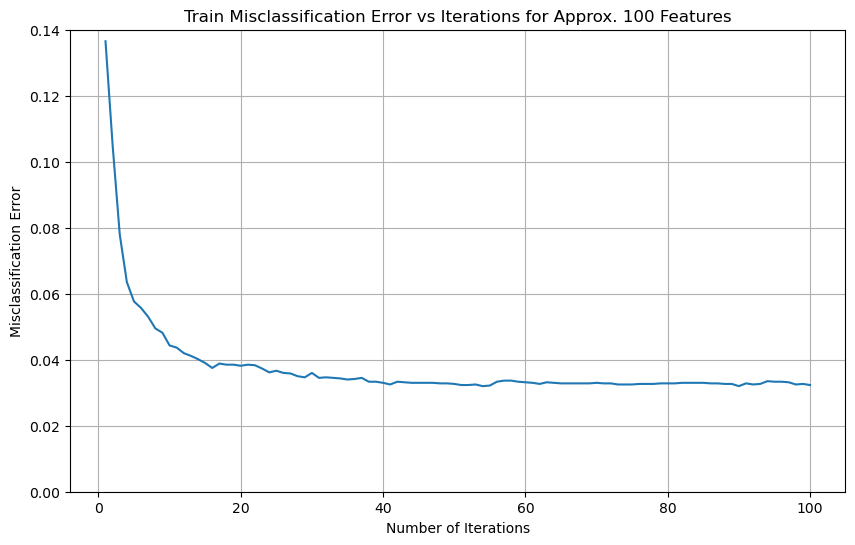 Train Misclassification Error vs Iterations for Approx. 100 Features
0.14
0.12
0.10
0.08
0.06
0.04
0.02
0.00
Misclassification Error
0 20 40 60 80 100
Number of Iterations